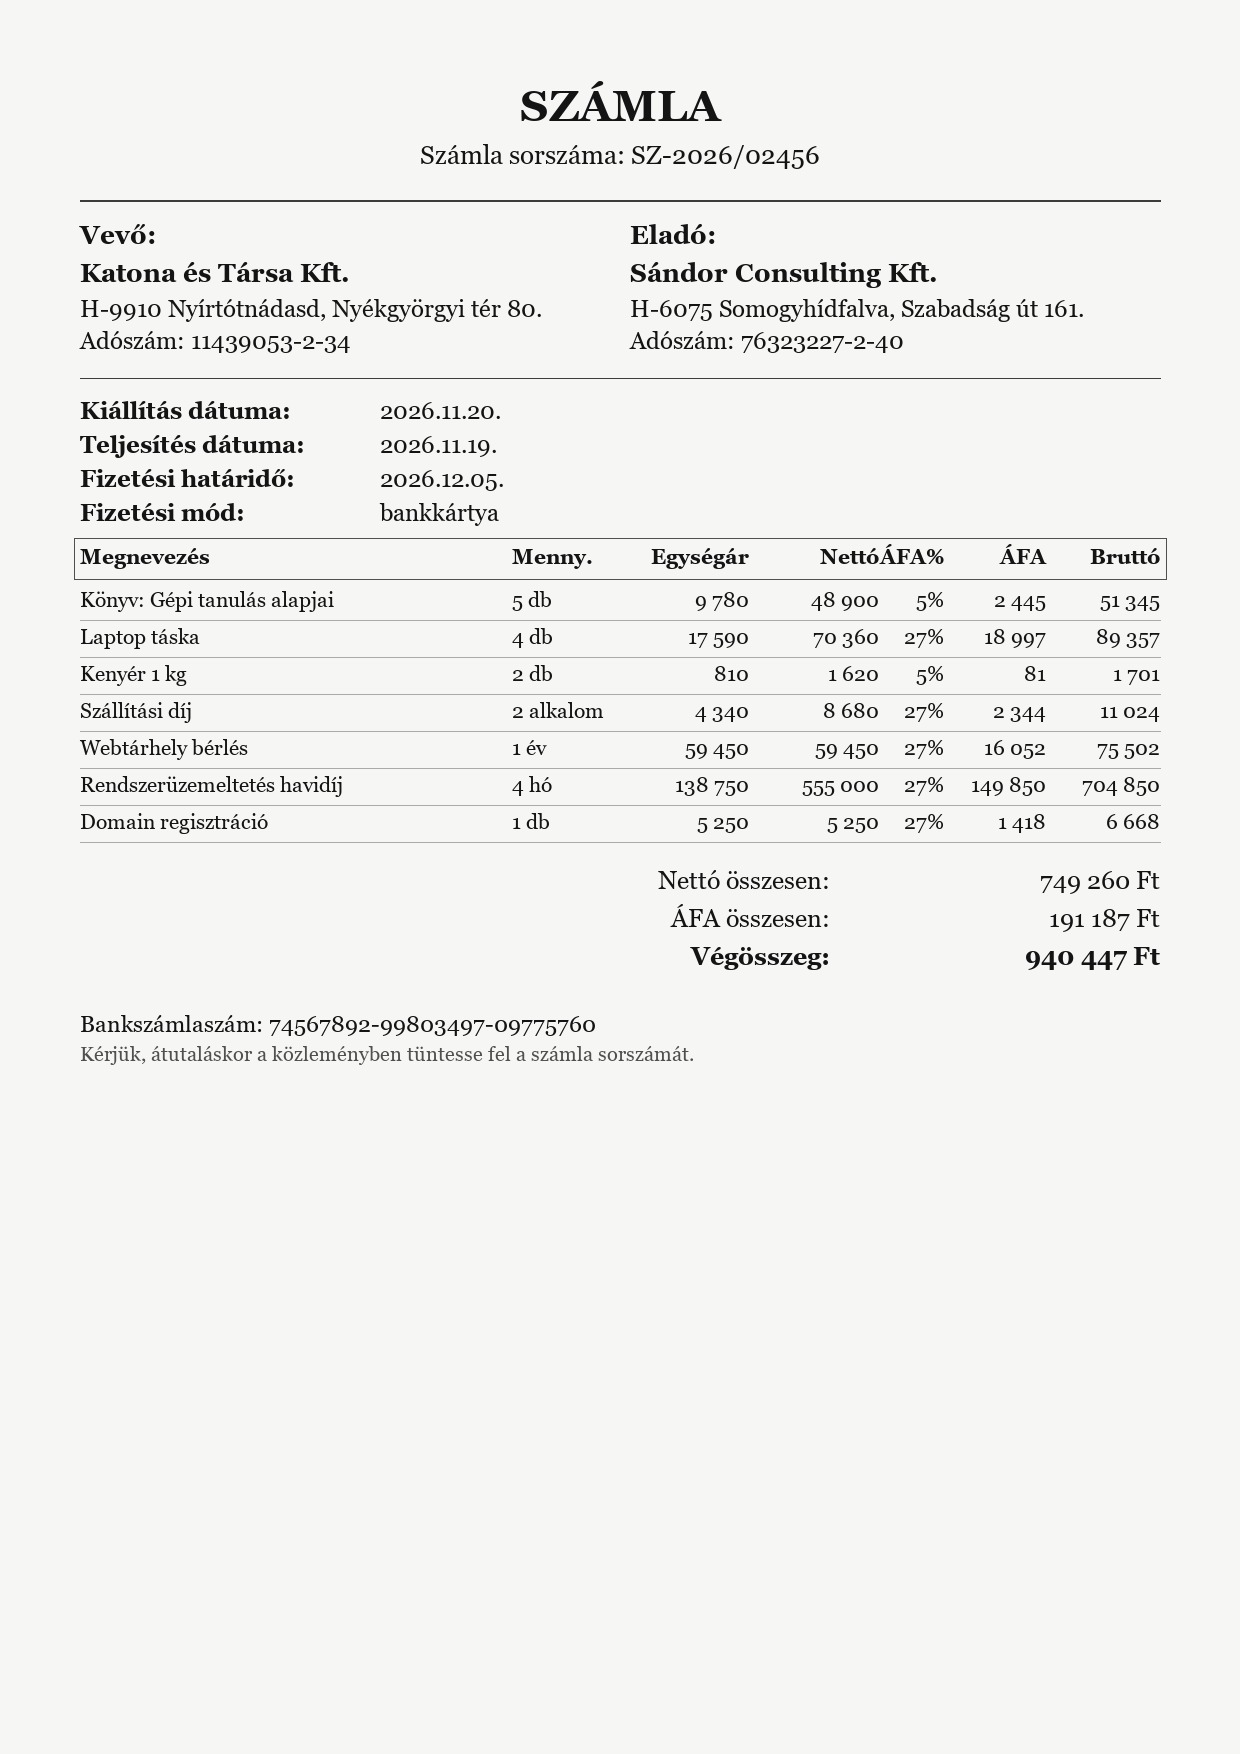 SZÁMLA
Számla sorszáma: SZ-2026/02456
Vevő:
Katona és Társa Kft.
H-9910 Nyírtótnádasd, Nyékgyörgyi tér 80.
Adószám: 11439053-2-34
Eladó:
Sándor Consulting Kft.
H-6075 Somogyhídfalva, Szabadság út 161.
Adószám: 76323227-2-40
Kiállítás dátuma: 2026.11.20.
Teljesítés dátuma: 2026.11.19.
Fizetési határidő: 2026.12.05.
Fizetési mód: bankkártya
Megnevezés Menny. Egységár Nettó ÁFA% ÁFA Bruttó
Könyv: Gépi tanulás alapjai 5 db 9 780 48 900 5% 2 445 51 345
Laptop táska 4 db 17 590 70 360 27% 18 997 89 357
Kenyér 1 kg 2 db 810 1 620 5% 81 1 701
Szállítási díj 2 alkalom 4 340 8 680 27% 2 344 11 024
Webtárhely bérlés 1 év 59 450 59 450 27% 16 052 75 502
Rendszerüzemeltetés havidíj 4 hó 138 750 555 000 27% 149 850 704 850
Domain regisztráció 1 db 5 250 5 250 27% 1 418 6 668
Nettó összesen: 749 260 Ft
ÁFA összesen: 191 187 Ft
Végösszeg: 940 447 Ft
Bankszámlaszám: 74567892-99803497-09775760
Kérjük, átutaláskor a közleményben tüntesse fel a számla sorszámát.